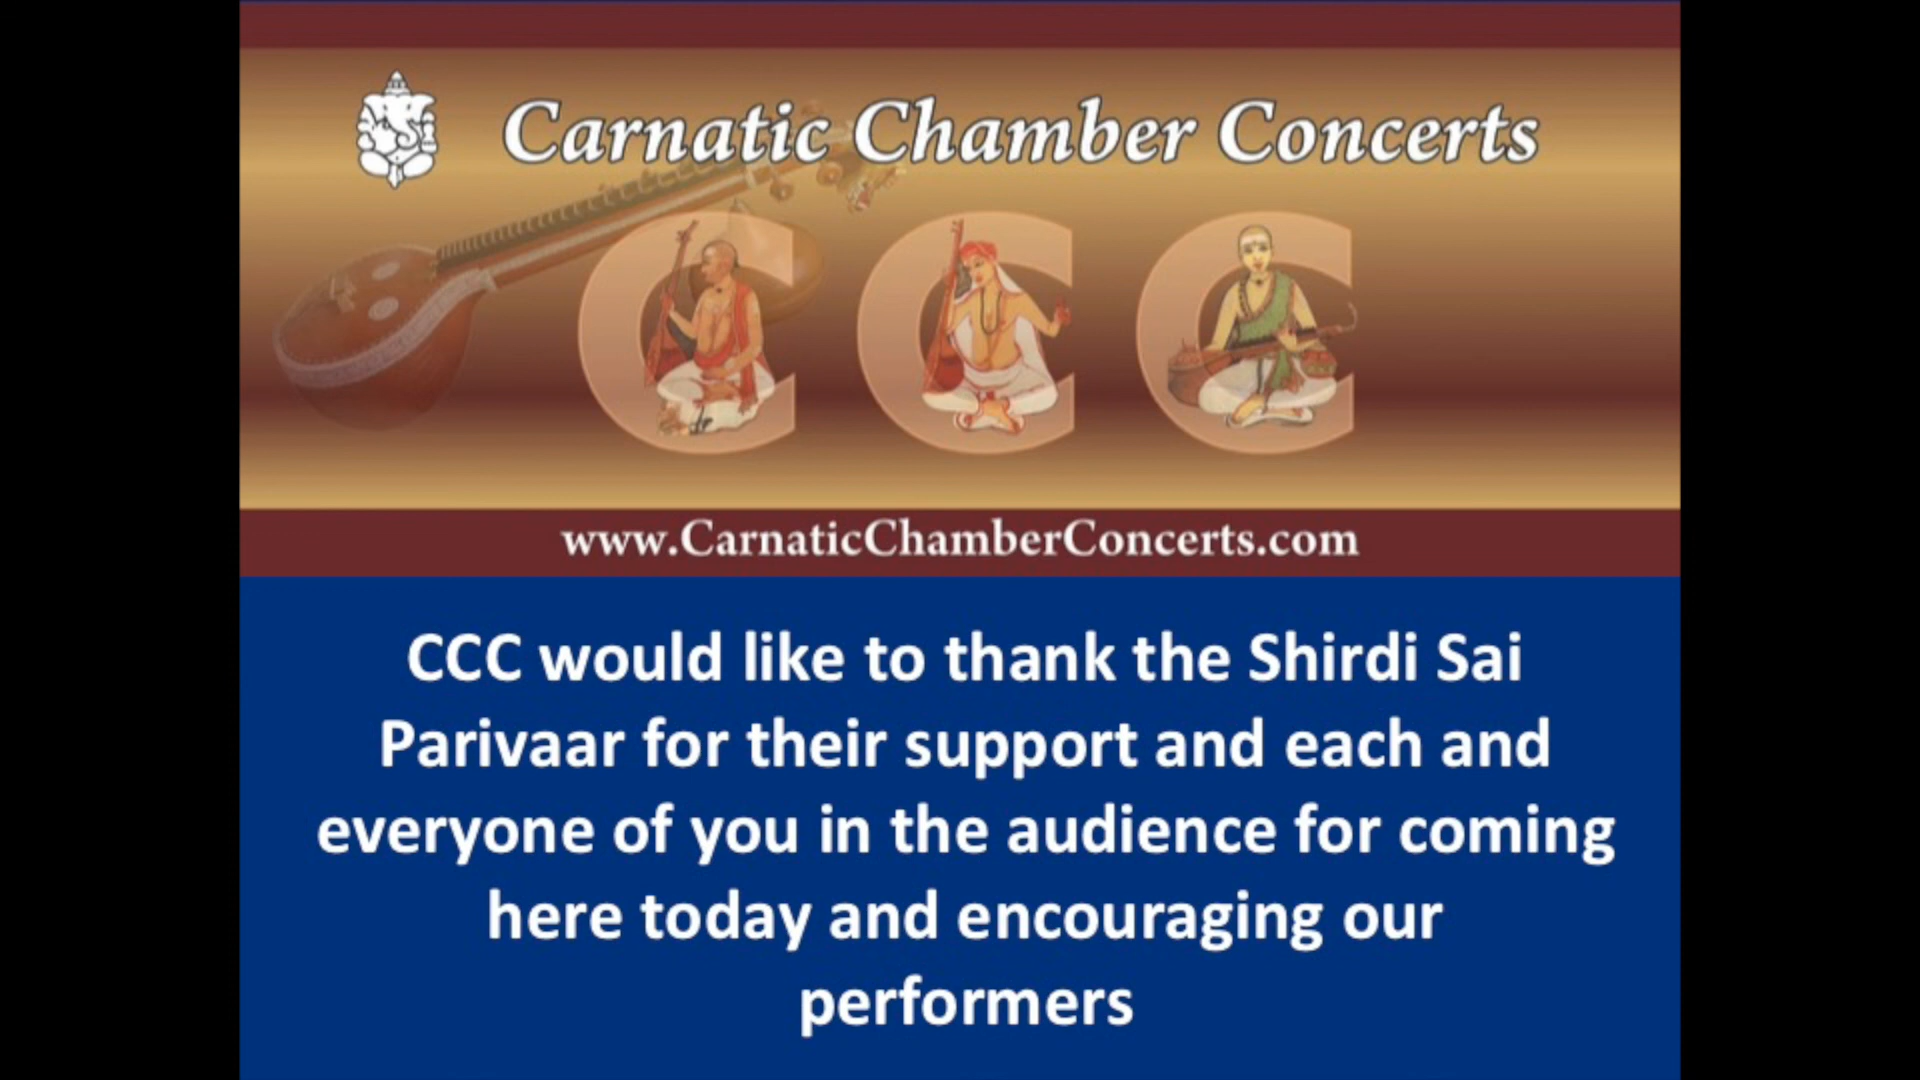 Carnatic Chamber Concerts
C C C
www.CarnaticChamberConcerts.com
CCC would like to thank the Shirdi Sai
Parivaar for their support and each and
everyone of you in the audience for coming
here today and encouraging our
performers